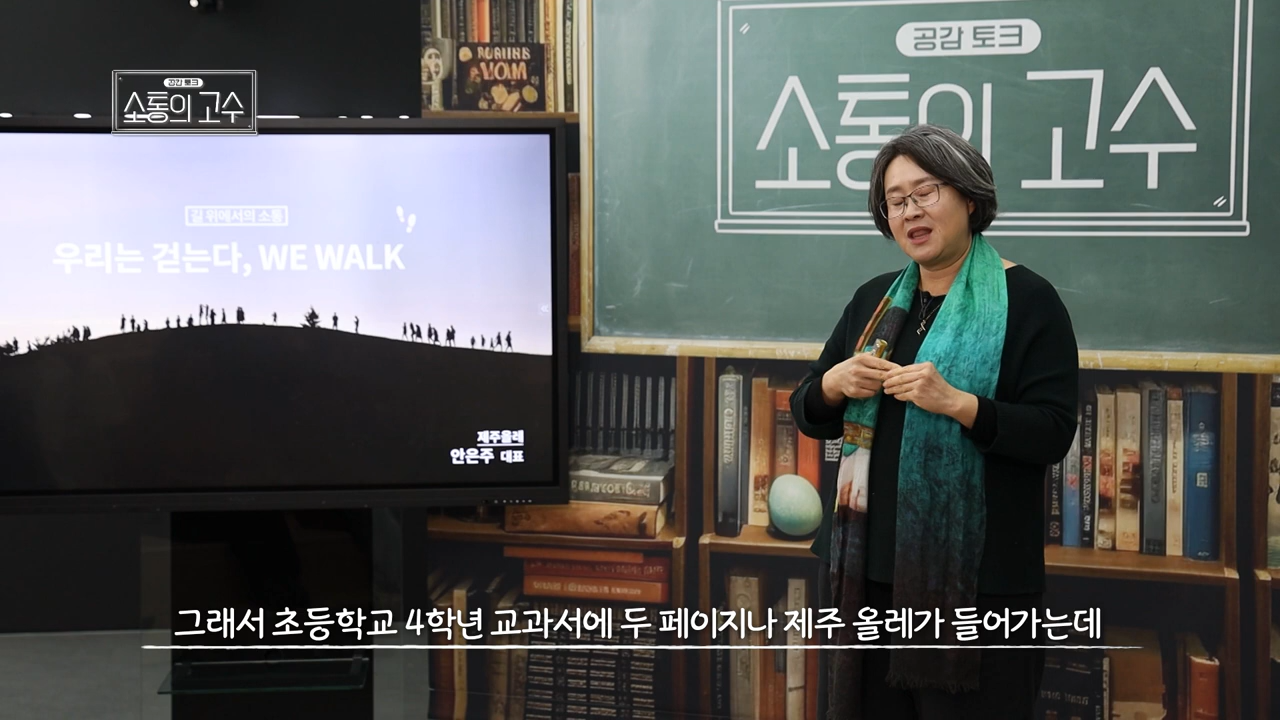 공감 토크
소통의 고수
공감 토크
소통의 고수
길 위에서의 소통
우리는 걷는다, WE WALK
제주올레
안은주 대표
그래서 초등학교 4학년 교과서에 두 페이지나 제주 올레가 들어가는데